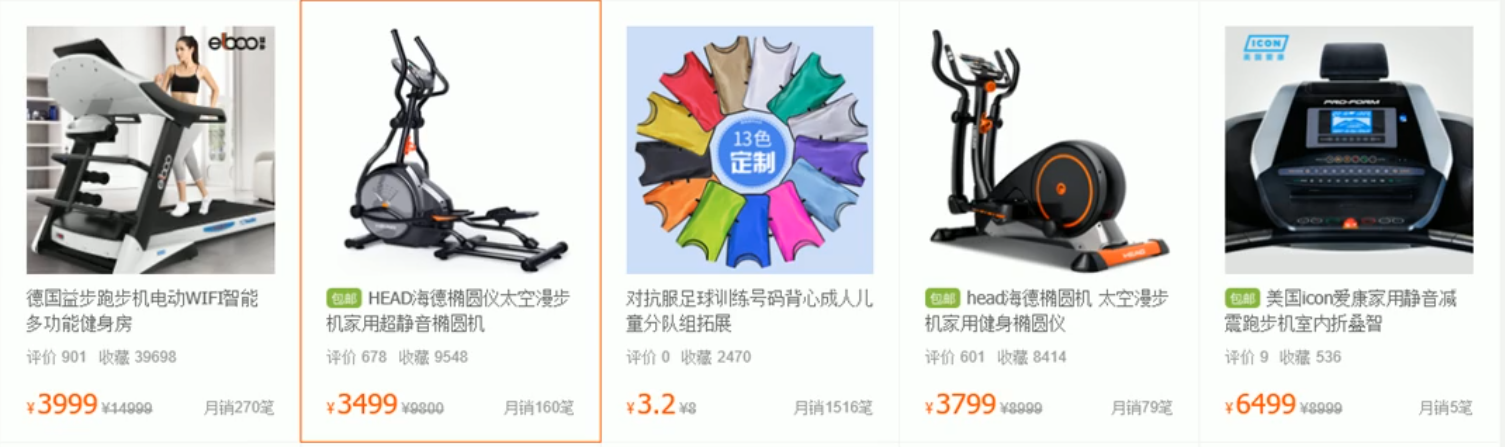 eboo
eboo
德国益步跑步机电动WIFI智能
多功能健身房
评价 901 收藏 39698
¥3999 ¥14999 月销270笔
包邮 HEAD海德椭圆仪太空漫步
机家用超静音椭圆机
评价 678 收藏 9548
¥3499 ¥9800 月销160笔
13色
定制
对抗服足球训练号码背心成人儿
童分队组拓展
评价 0 收藏 2470
¥3.2 ¥8 月销1516笔
HEAD
包邮 head海德椭圆机 太空漫步
机家用健身椭圆仪
评价 601 收藏 8414
¥3799 ¥8999 月销79笔
ICON
美国爱康
PRO-FORM
包邮 美国icon爱康家用静音减
震跑步机室内折叠智
评价 9 收藏 536
¥6499 ¥8999 月销5笔